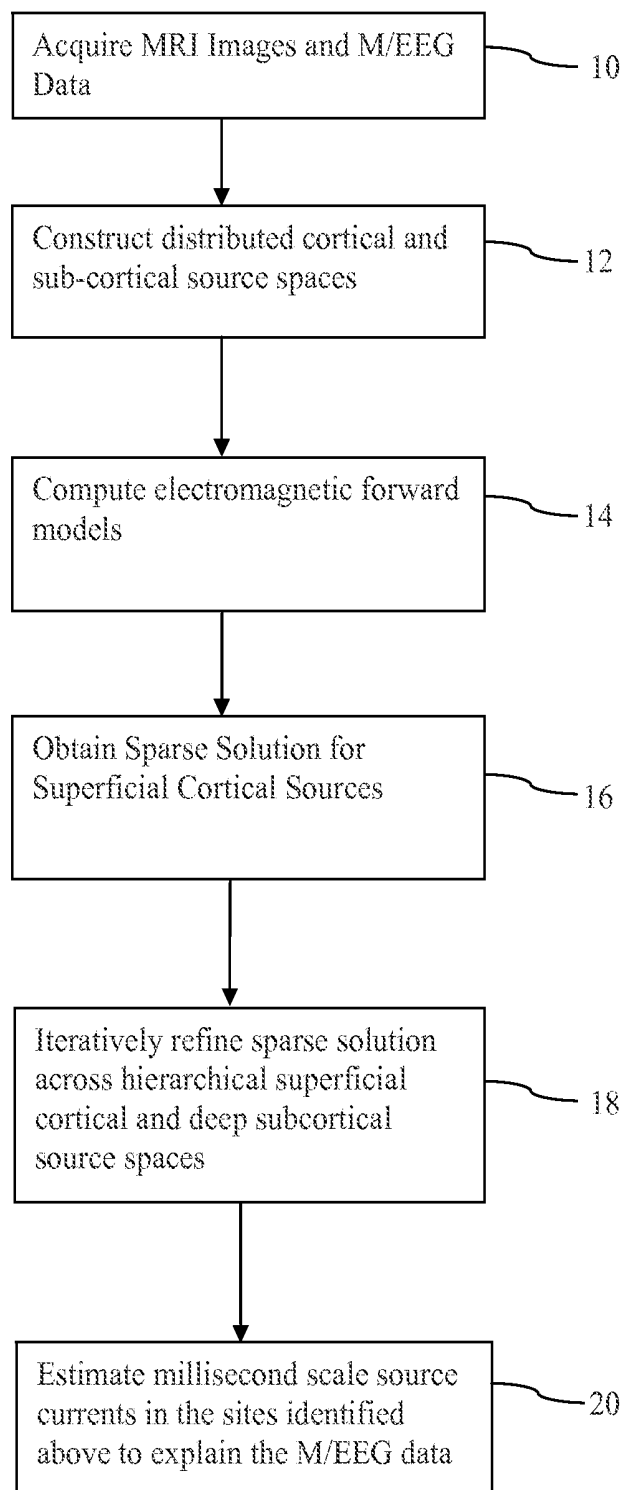 Acquire MRI Images and M/EEG
Data
10
Construct distributed cortical and
sub-cortical source spaces
12
Compute electromagnetic forward
models
14
Obtain Sparse Solution for
Superficial Cortical Sources
16
Iteratively refine sparse solution
across hierarchical superficial
cortical and deep subcortical
source spaces
18
Estimate millisecond scale source
currents in the sites identified
above to explain the M/EEG data
20